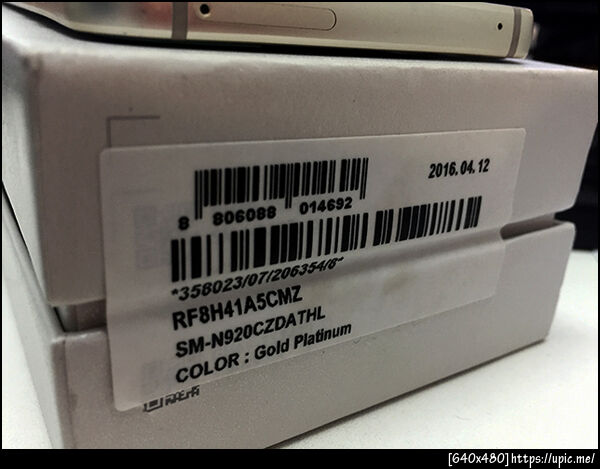 2016.04.12
8 806088 014692
*358023/07/206354/8*
RF8H41A5CMZ
SM-N920CZDATHL
COLOR : Gold Platinum
[640x480]https://upic.me/